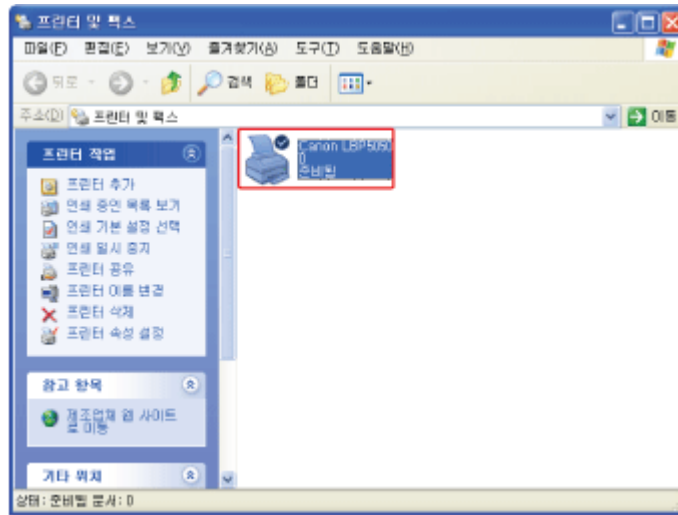 프린터 및 팩스
파일(F) 편집(E) 보기(V) 즐겨찾기(A) 도구(T) 도움말(H)
뒤로 검색 폴더
주소(D) 프린터 및 팩스 이동
프린터 작업
프린터 추가
인쇄 중인 목록 보기
인쇄 기본 설정 선택
인쇄 일시 중지
프린터 공유
프린터 이름 변경
프린터 삭제
프린터 속성 설정
참고 항목
제조업체 웹 사이트
로 이동
기타 위치
Canon LBP5050
0
준비됨
상태: 준비됨 문서: 0